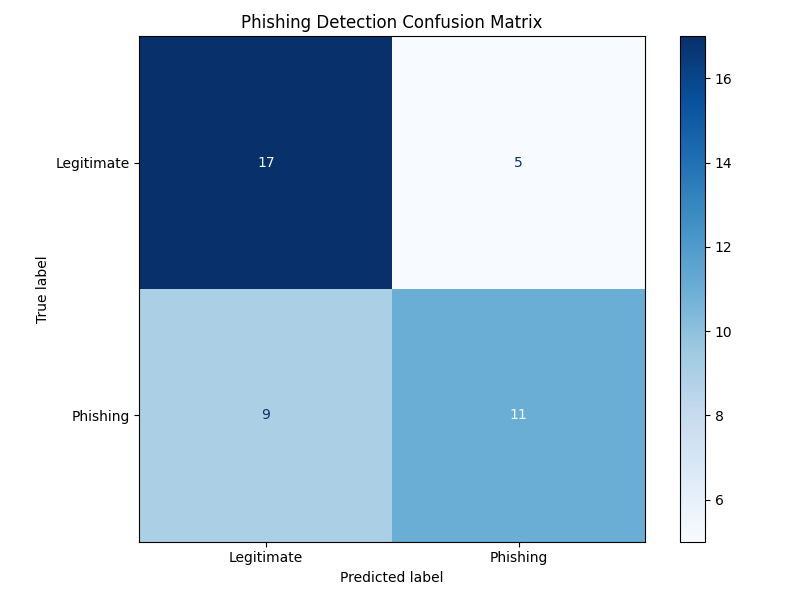 Phishing Detection Confusion Matrix
True label
Legitimate
17
5
Phishing
9
11
Legitimate
Phishing
Predicted label
16
14
12
10
8
6